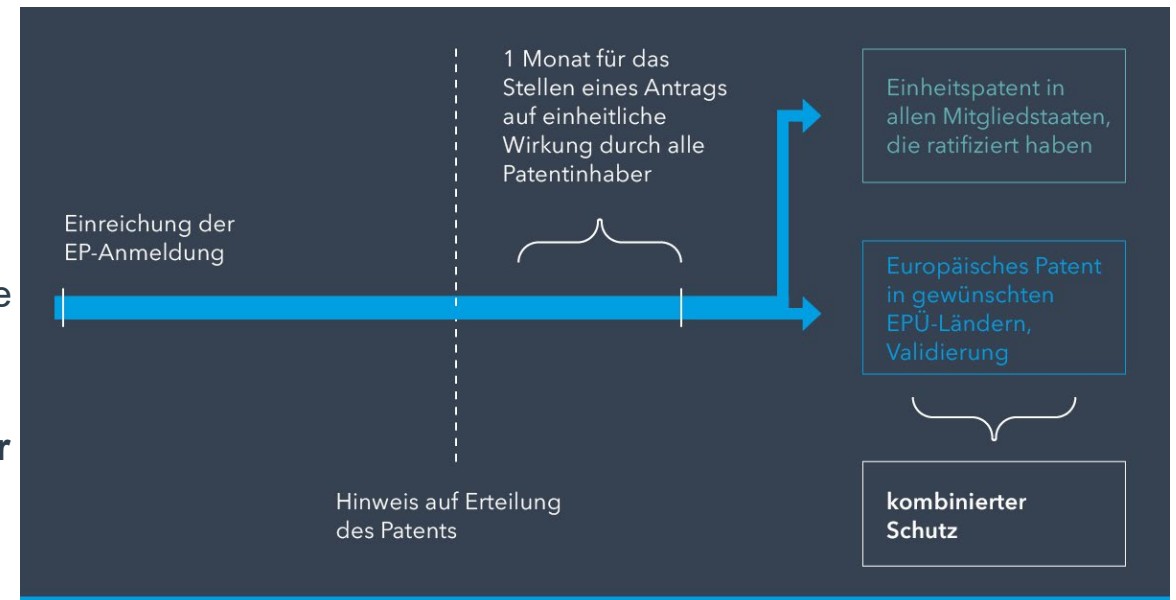 1 Monat für das
Stellen eines Antrags
auf einheitliche
Wirkung durch alle
Patentinhaber
Einheitspatent in
allen Mitgliedstaaten,
die ratifiziert haben
Einreichung der
EP-Anmeldung
e
Europäisches Patent
in gewünschten
EPÜ-Ländern,
Validierung
r
Hinweis auf Erteilung
des Patents
kombinierter
Schutz